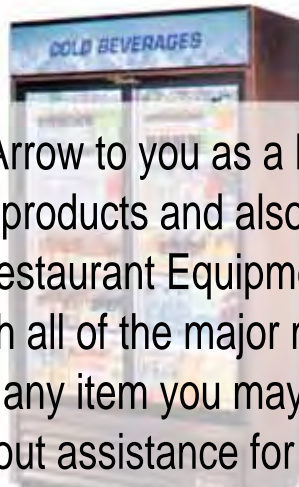 COLD BEVERAGES
Arrow to you as a
products and also
estaurant Equipm
h all of the major
any item you may
out assistance for